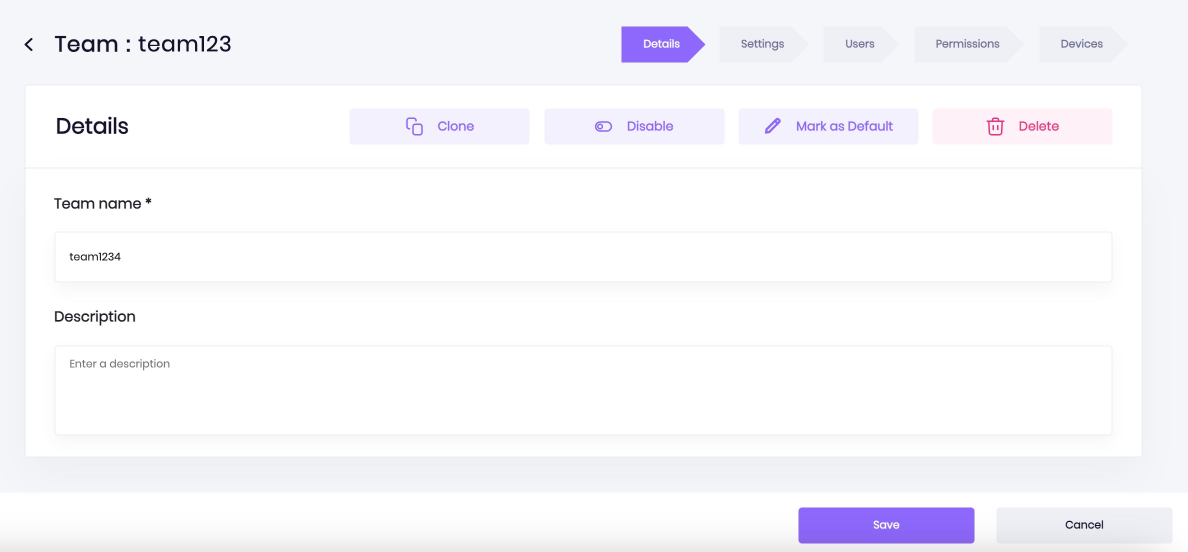 Team : team123
Details
Settings
Users
Permissions
Devices
Details
Clone
Disable
Mark as Default
Delete
Team name *
team1234
Description
Enter a description
Save
Cancel